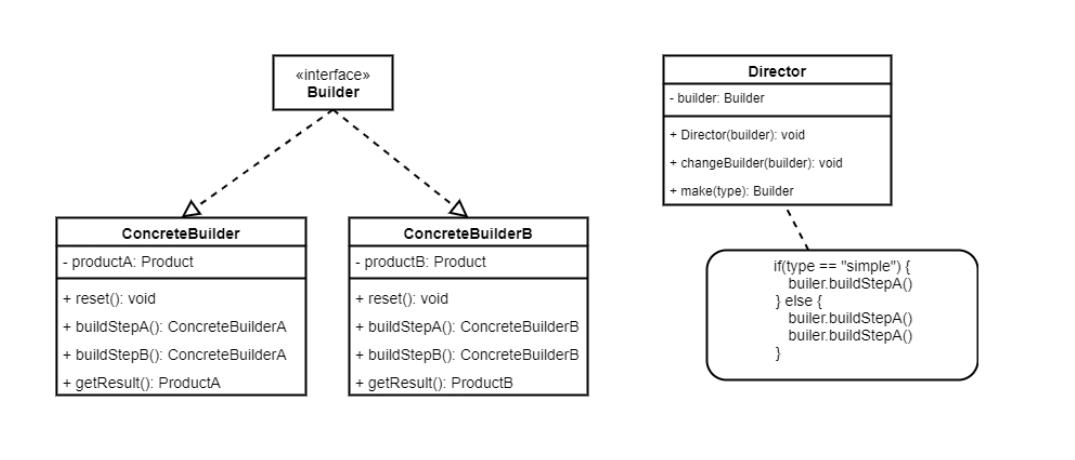 «interface»
Builder
ConcreteBuilder
- productA: Product
+ reset(): void
+ buildStepA(): ConcreteBuilderA
+ buildStepB(): ConcreteBuilderA
+ getResult(): ProductA
ConcreteBuilderB
- productB: Product
+ reset(): void
+ buildStepA(): ConcreteBuilderB
+ buildStepB(): ConcreteBuilderB
+ getResult(): ProductB
Director
- builder: Builder
+ Director(builder): void
+ changeBuilder(builder): void
+ make(type): Builder
if(type == "simple") {
builer.buildStepA()
} else {
builer.buildStepA()
builer.buildStepA()
}